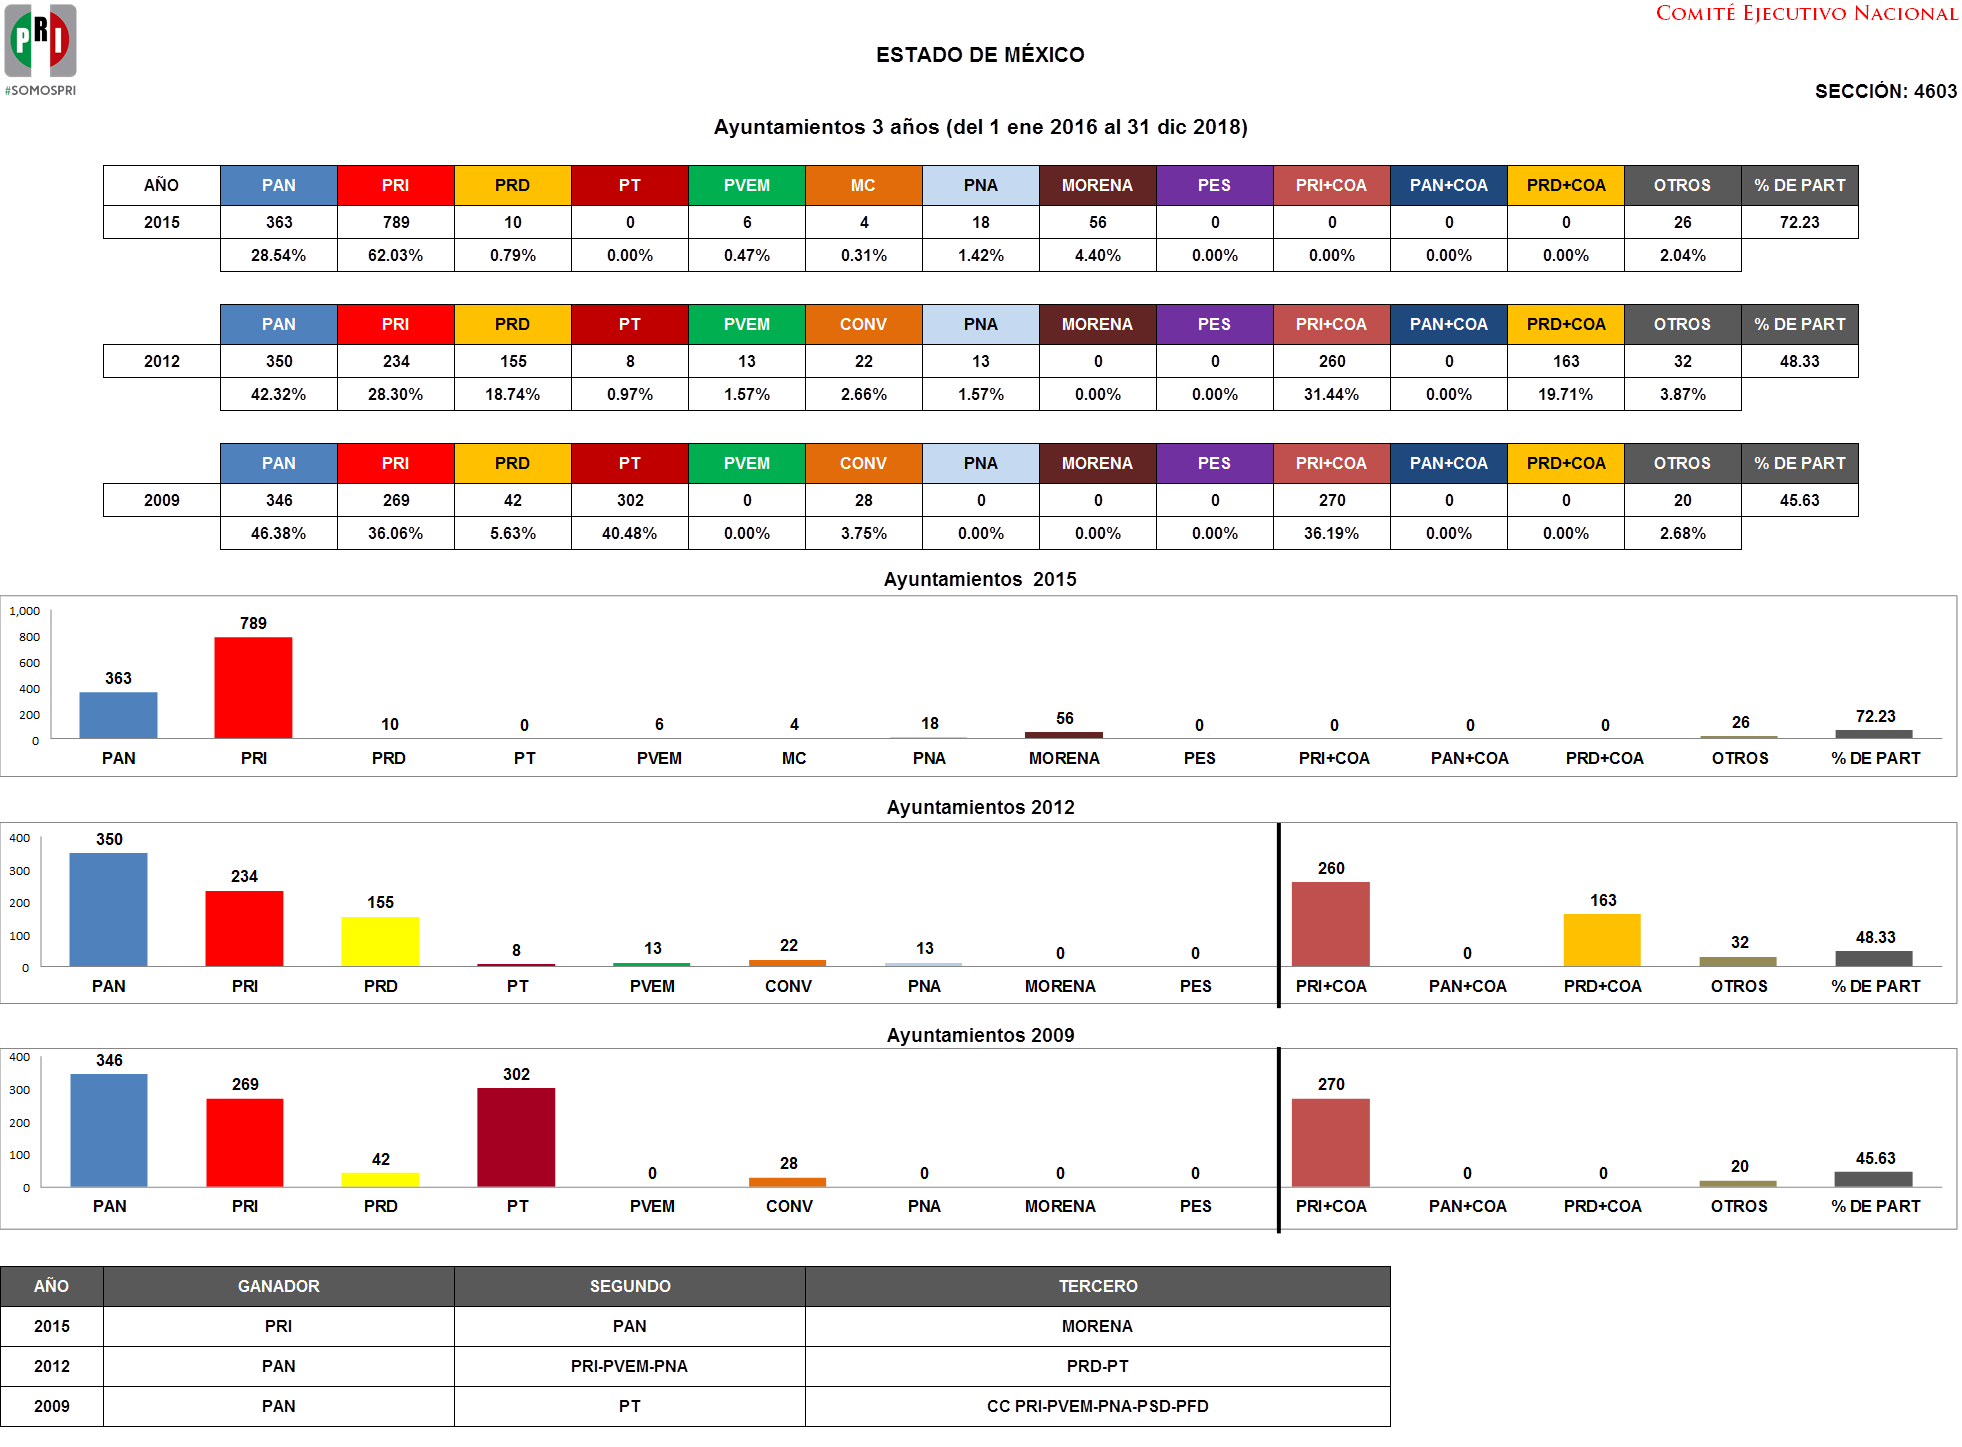 PRI
#SOMOSPRI
COMITÉ EJECUTIVO NACIONAL
ESTADO DE MÉXICO
SECCIÓN: 4603
Ayuntamientos 3 años (del 1 ene 2016 al 31 dic 2018)
AÑO PAN PRI PRD PT PVEM MC PNA MORENA PES PRI+COA PAN+COA PRD+COA OTROS % DE PART
2015 363 789 10 0 6 4 18 56 0 0 0 0 26 72.23
28.54% 62.03% 0.79% 0.00% 0.47% 0.31% 1.42% 4.40% 0.00% 0.00% 0.00% 0.00% 2.04%
PAN PRI PRD PT PVEM CONV PNA MORENA PES PRI+COA PAN+COA PRD+COA OTROS % DE PART
2012 350 234 155 8 13 22 13 0 0 260 0 163 32 48.33
42.32% 28.30% 18.74% 0.97% 1.57% 2.66% 1.57% 0.00% 0.00% 31.44% 0.00% 19.71% 3.87%
PAN PRI PRD PT PVEM CONV PNA MORENA PES PRI+COA PAN+COA PRD+COA OTROS % DE PART
2009 346 269 42 302 0 28 0 0 0 270 0 0 20 45.63
46.38% 36.06% 5.63% 40.48% 0.00% 3.75% 0.00% 0.00% 0.00% 36.19% 0.00% 0.00% 2.68%
Ayuntamientos 2015
1,000
800
600
400
200
0
363 789 10 0 6 4 18 56 0 0 0 0 26 72.23
PAN PRI PRD PT PVEM MC PNA MORENA PES PRI+COA PAN+COA PRD+COA OTROS % DE PART
Ayuntamientos 2012
400
300
200
100
0
350 234 155 8 13 22 13 0 0 260 0 163 32 48.33
PAN PRI PRD PT PVEM CONV PNA MORENA PES PRI+COA PAN+COA PRD+COA OTROS % DE PART
Ayuntamientos 2009
400
300
200
100
0
346 269 42 302 0 28 0 0 0 270 0 0 20 45.63
PAN PRI PRD PT PVEM CONV PNA MORENA PES PRI+COA PAN+COA PRD+COA OTROS % DE PART
AÑO GANADOR SEGUNDO TERCERO
2015 PRI PAN MORENA
2012 PAN PRI-PVEM-PNA PRD-PT
2009 PAN PT CC PRI-PVEM-PNA-PSD-PFD